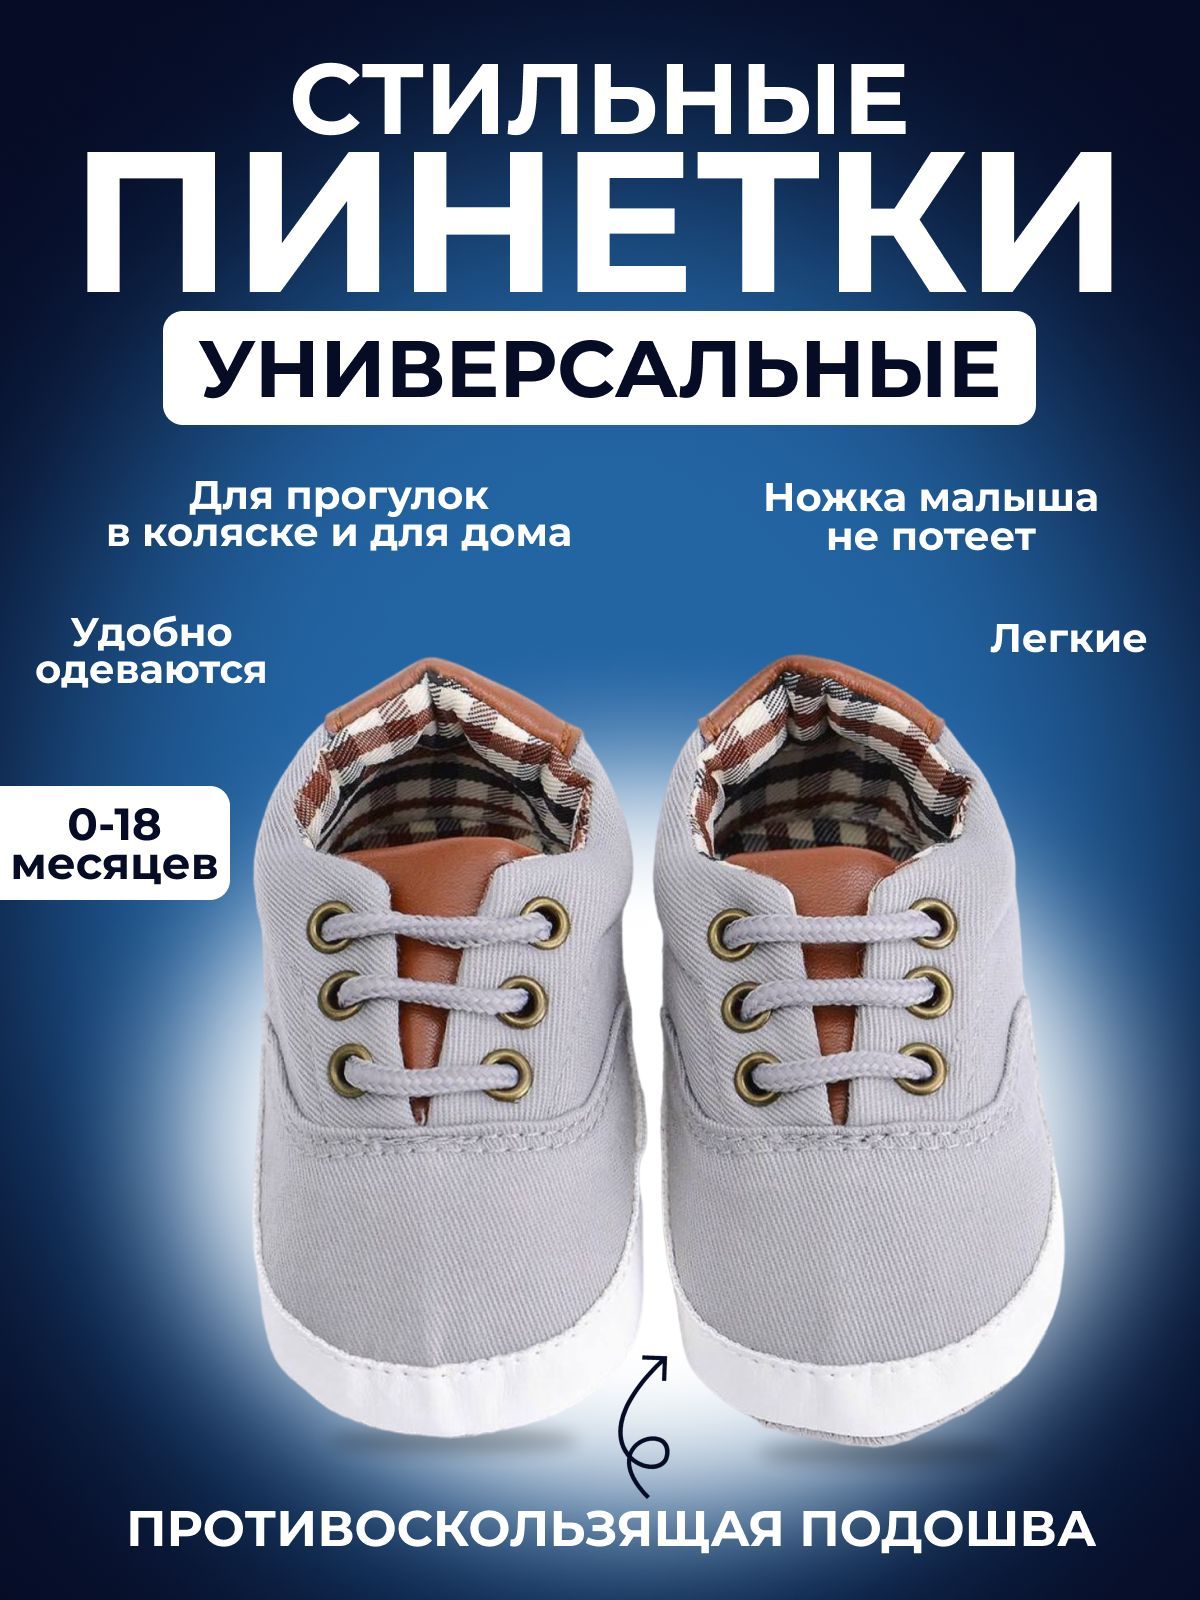 СТИЛЬНЫЕ
ПИНЕТКИ
УНИВЕРСАЛЬНЫЕ
Для прогулок
в коляске и для дома
Ножка малыша
не потеет
Удобно
одеваются
Легкие
0-18
месяцев
ПРОТИВОСКОЛЬЗЯЩАЯ ПОДОШВА